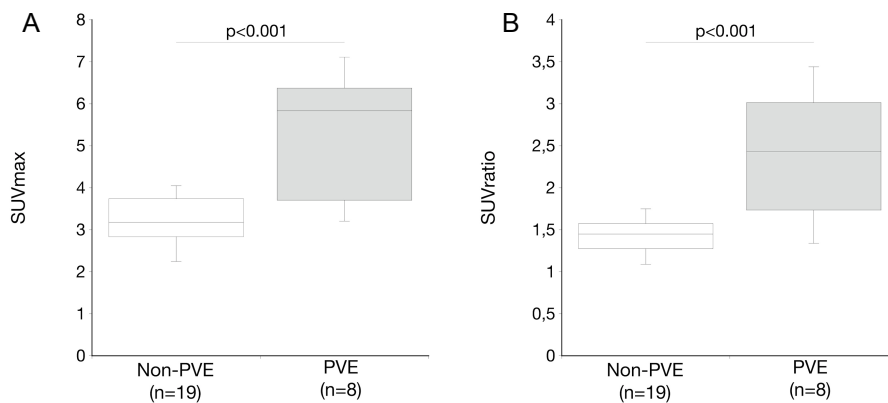 A
p<0.001
SUVmax
8
7
6
5
4
3
2
1
0
Non-PVE
(n=19)
PVE
(n=8)
B
p<0.001
SUVratio
4
3,5
3
2,5
2
1,5
1
0,5
0
Non-PVE
(n=19)
PVE
(n=8)